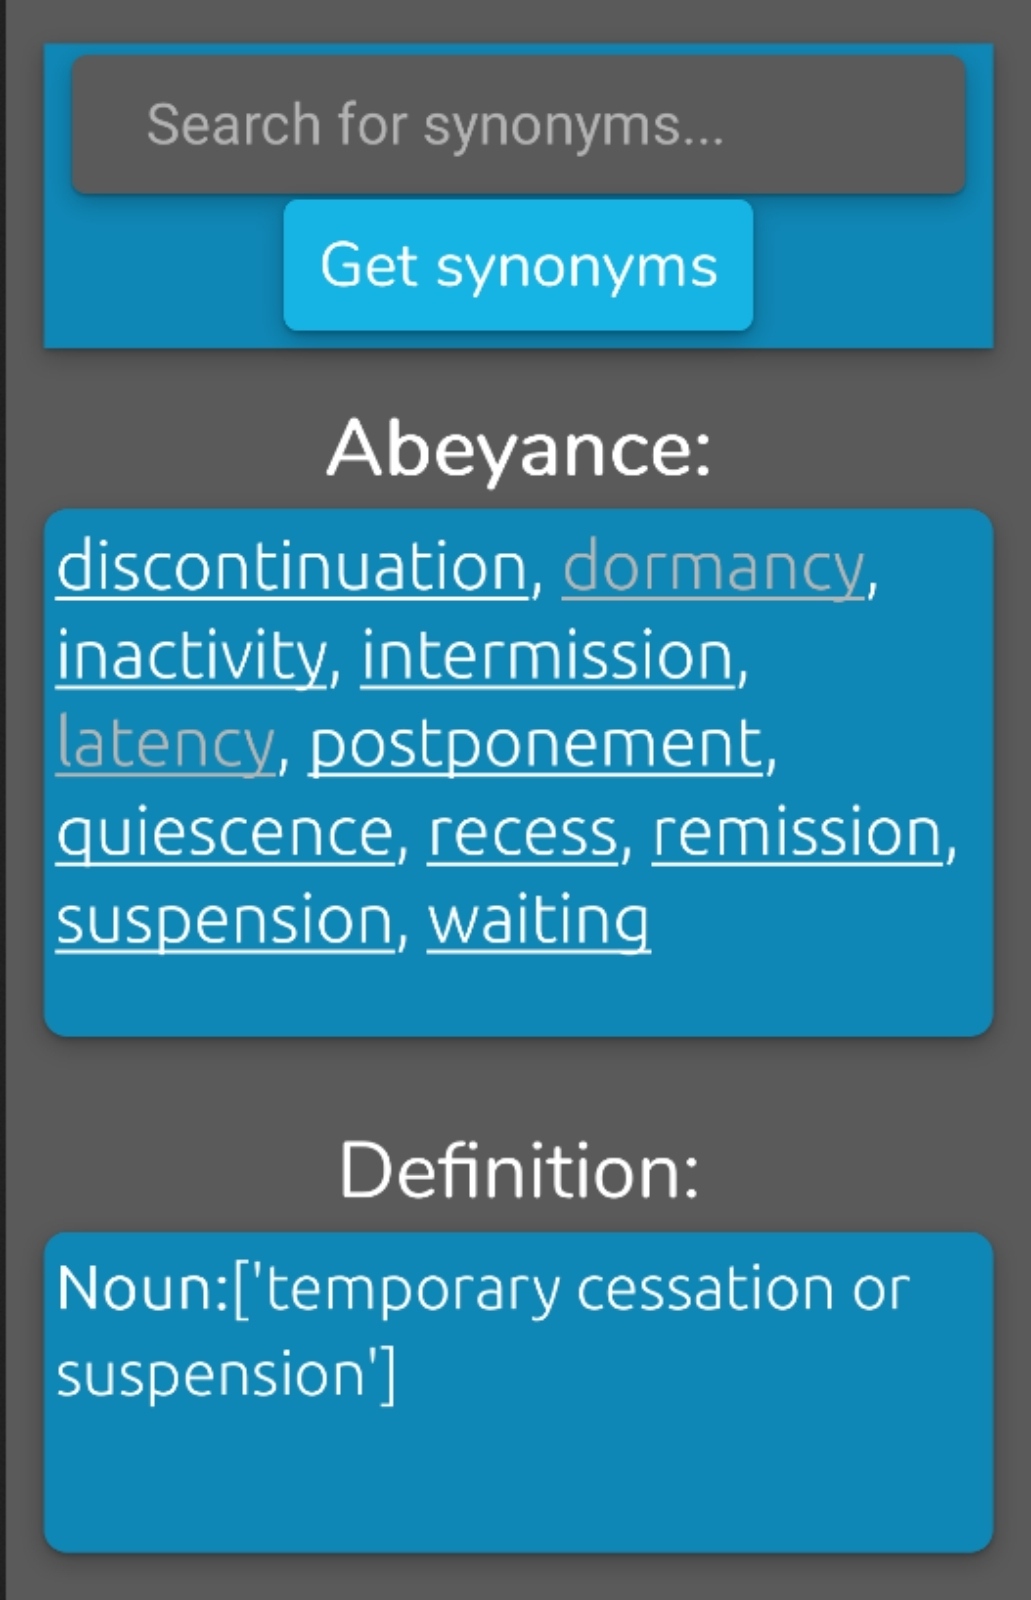 Search for synonyms...
Get synonyms
Abeyance:
discontinuation, dormancy,
inactivity, intermission,
latency, postponement,
quiescence, recess, remission,
suspension, waiting
Definition:
Noun:['temporary cessation or
suspension']